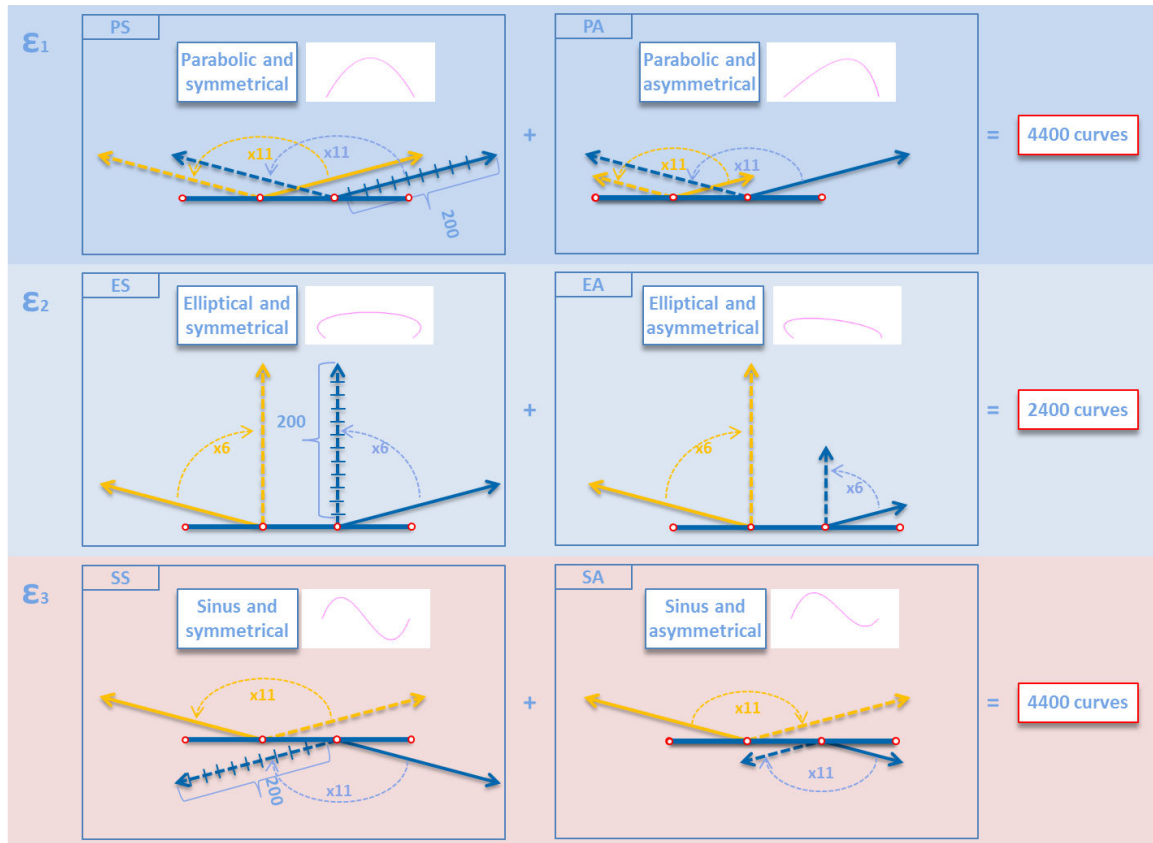 ε1
PS
Parabolic and
symmetrical
x11
x11
200
+
PA
Parabolic and
asymmetrical
x11
x11
=
4400 curves
ε2
ES
Elliptical and
symmetrical
200
x6
x6
+
EA
Elliptical and
asymmetrical
x6
x6
=
2400 curves
ε3
SS
Sinus and
symmetrical
x11
200
x11
+
SA
Sinus and
asymmetrical
x11
x11
=
4400 curves